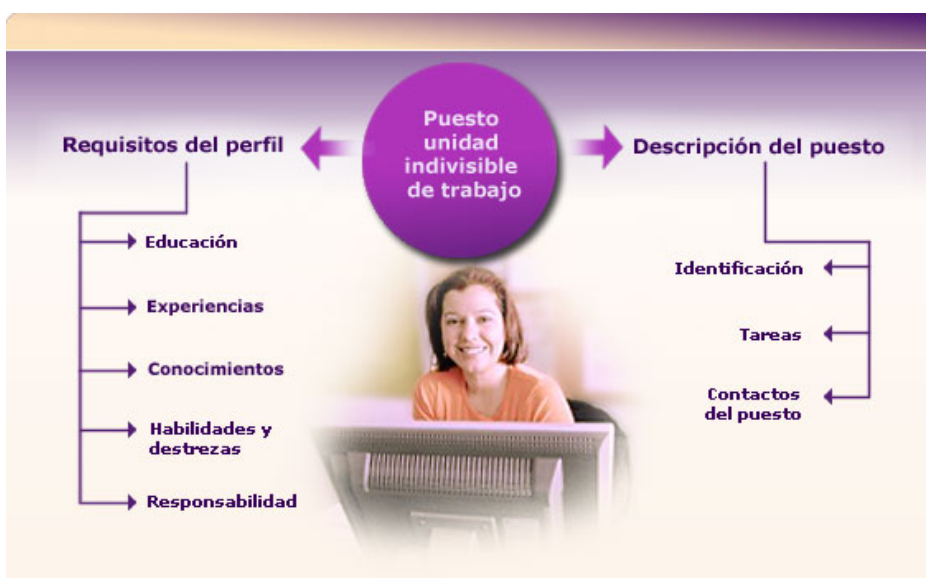 Puesto
unidad
indivisible
de trabajo
Requisitos del perfil
Educación
Experiencias
Conocimientos
Habilidades y
destrezas
Responsabilidad
Descripción del puesto
Identificación
Tareas
Contactos
del puesto